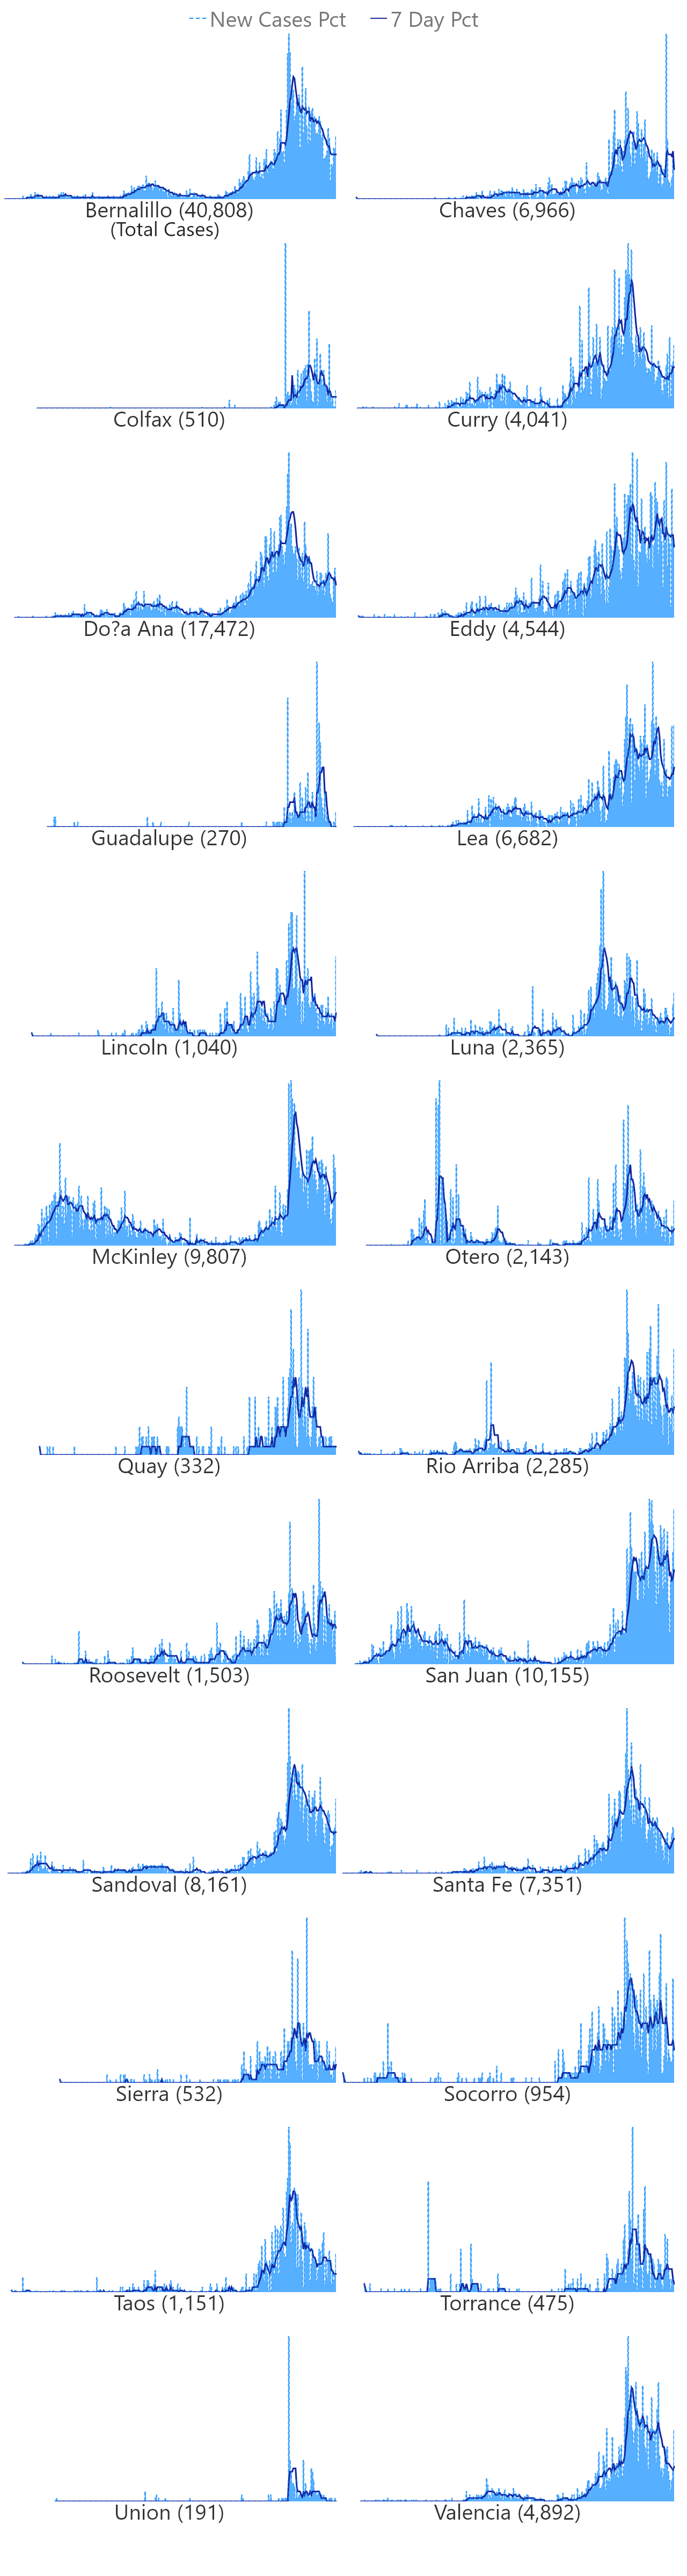 New Cases Pct 7 Day Pct
Bernalillo (40,808) Chaves (6,966)
(Total Cases)
Colfax (510) Curry (4,041)
Do?a Ana (17,472) Eddy (4,544)
Guadalupe (270) Lea (6,682)
Lincoln (1,040) Luna (2,365)
McKinley (9,807) Otero (2,143)
Quay (332) Rio Arriba (2,285)
Roosevelt (1,503) San Juan (10,155)
Sandoval (8,161) Santa Fe (7,351)
Sierra (532) Socorro (954)
Taos (1,151) Torrance (475)
Union (191) Valencia (4,892)